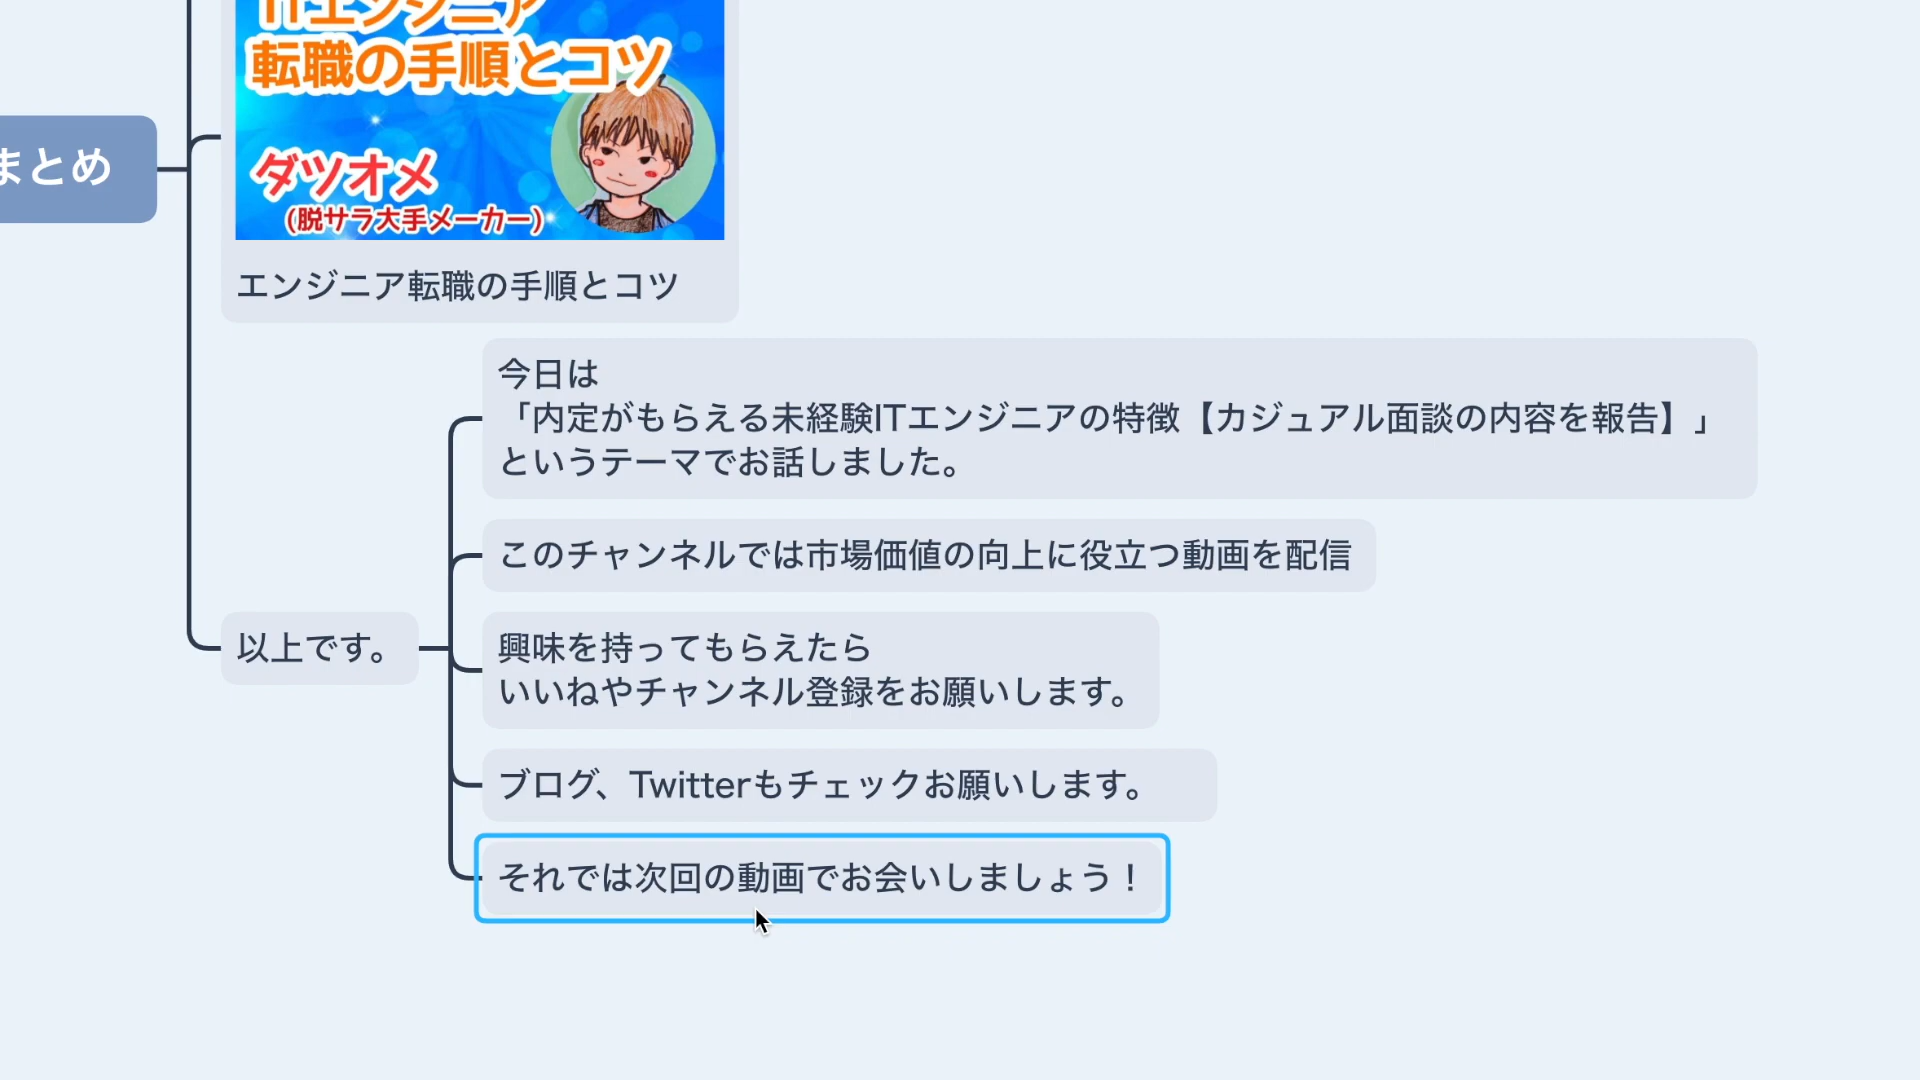 ITエンジニア
転職の手順とコツ
ダツオメ
(脱サラ大手メーカー)
まとめ
エンジニア転職の手順とコツ
今日は
「内定がもらえる未経験ITエンジニアの特徴【カジュアル面談の内容を報告】」
というテーマでお話しました。
このチャンネルでは市場価値の向上に役立つ動画を配信
以上です。
興味を持ってもらえたら
いいねやチャンネル登録をお願いします。
ブログ、Twitterもチェックお願いします。
それでは次回の動画でお会いしましょう！